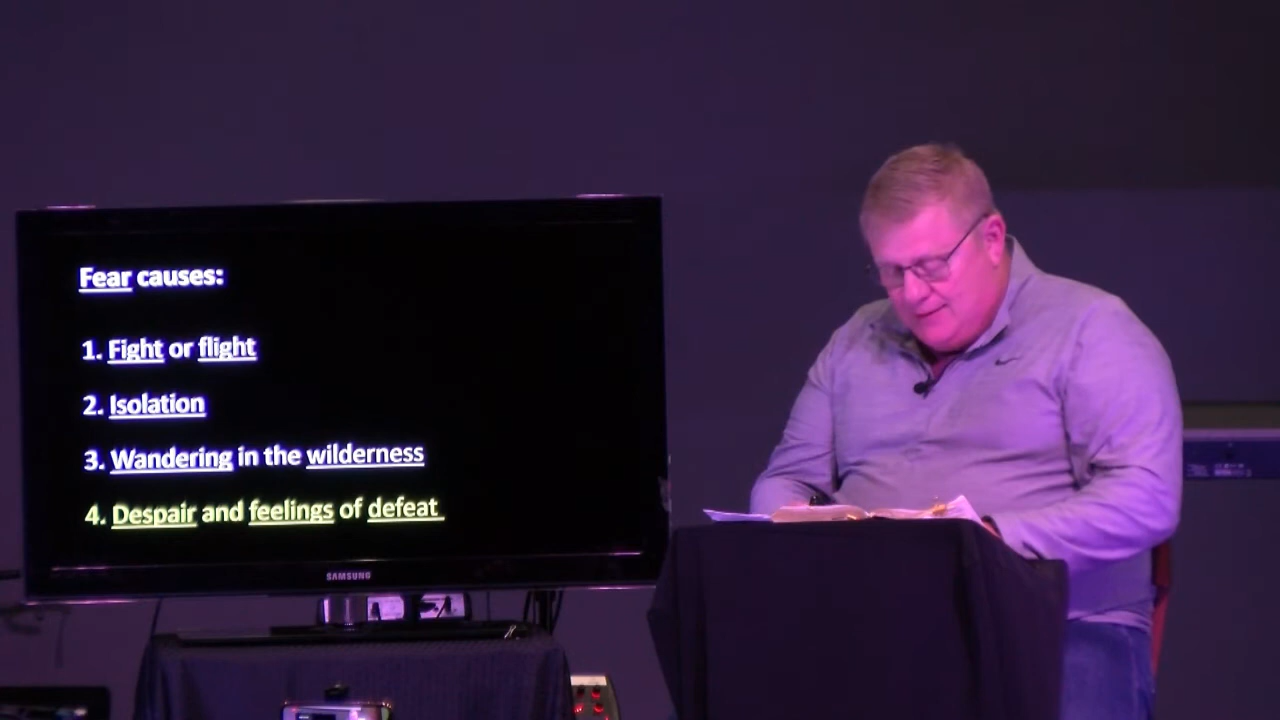 Fear causes:
1. Fight or flight
2. Isolation
3. Wandering in the wilderness
4. Despair and feelings of defeat
SAMSUNG